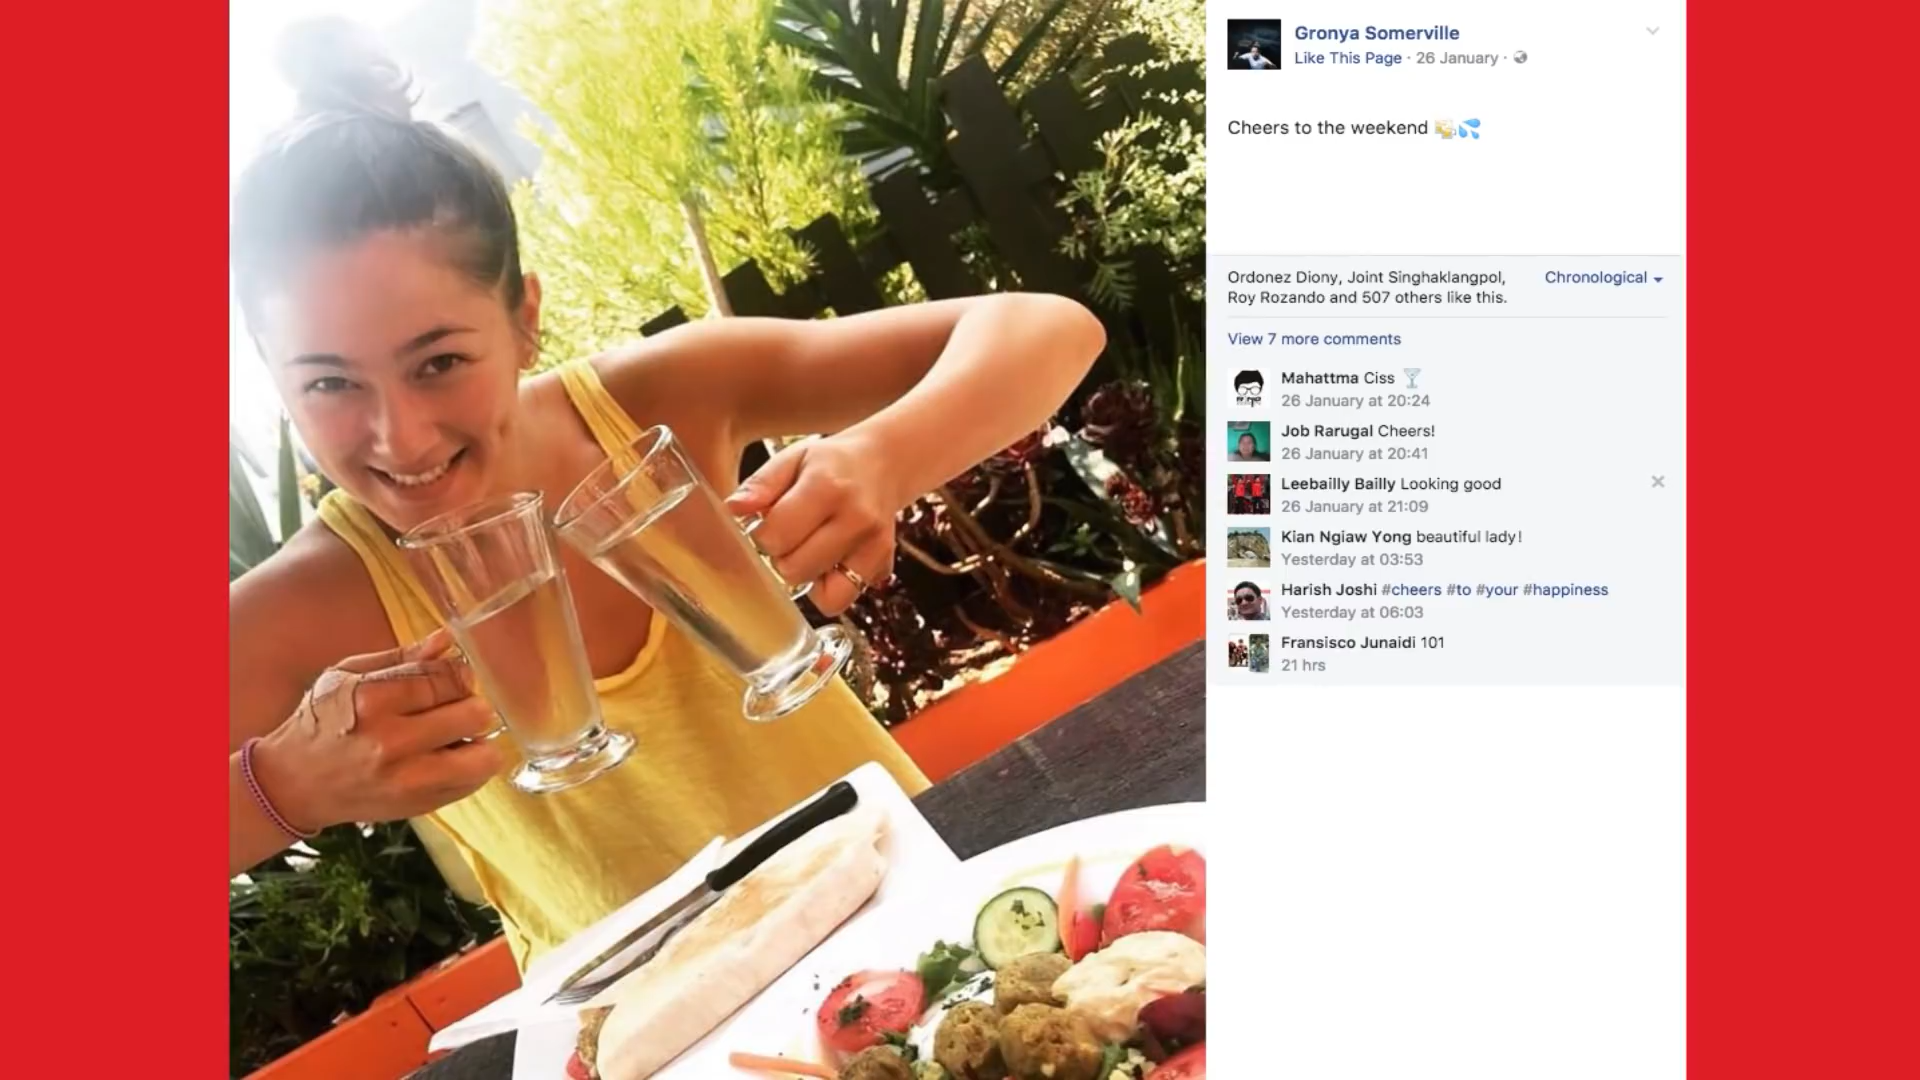 Gronya Somerville
Like This Page · 26 January ·
Cheers to the weekend 🍻💦
Ordonez Diony, Joint Singhaklangpol,
Roy Rozando and 507 others like this.
Chronological
View 7 more comments
Mahattma Ciss 🍸
26 January at 20:24
Job Rarugal Cheers!
26 January at 20:41
Leebailly Bailly Looking good
26 January at 21:09
Kian Ngiaw Yong beautiful lady!
Yesterday at 03:53
Harish Joshi #cheers #to #your #happiness
Yesterday at 06:03
Fransisco Junaidi 101
21 hrs